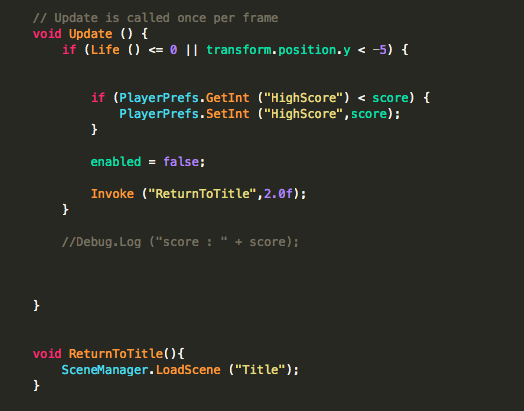 // Update is called once per frame
void Update () {
if (Life () <= 0 || transform.position.y < -5) {
if (PlayerPrefs.GetInt ("HighScore") < score) {
PlayerPrefs.SetInt ("HighScore",score);
}
enabled = false;
Invoke ("ReturnToTitle",2.0f);
}
//Debug.Log ("score : " + score);
}
void ReturnToTitle(){
SceneManager.LoadScene ("Title");
}